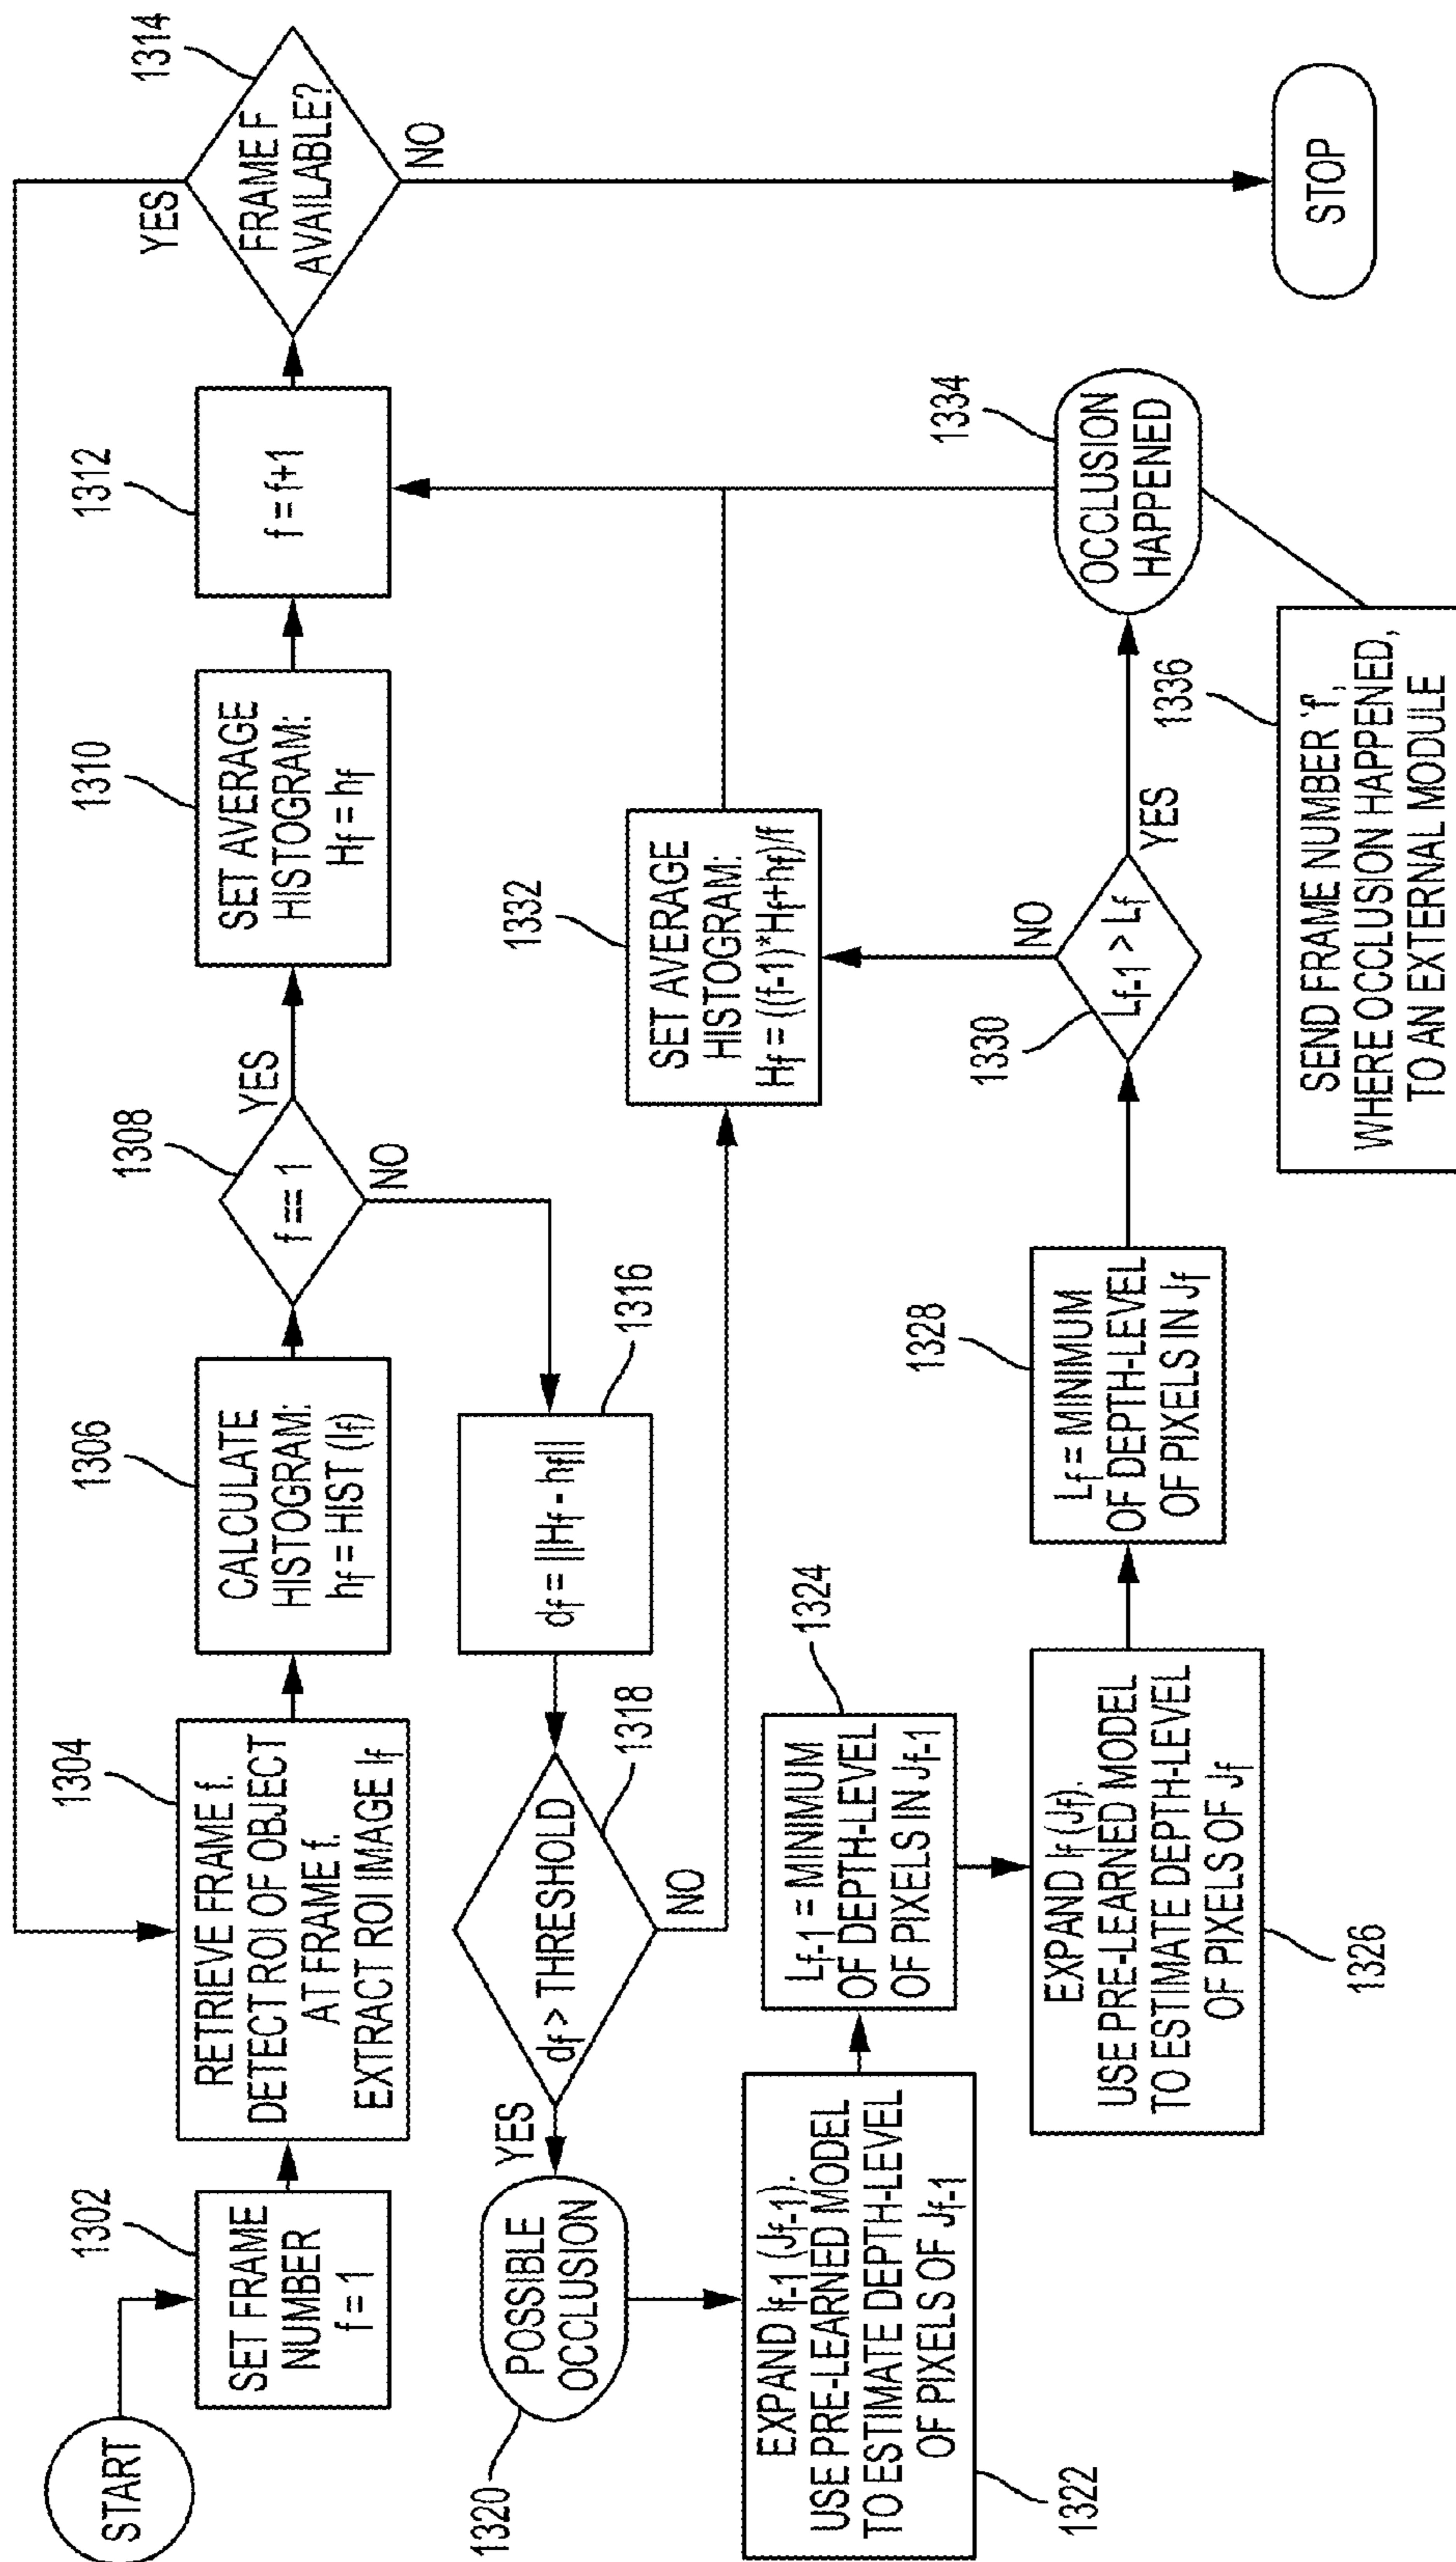 START
1302
SET FRAME
NUMBER
f = 1
1304
RETRIEVE FRAME f.
DETECT ROI OF OBJECT
AT FRAME f.
EXTRACT ROI IMAGE If
1306
CALCULATE
HISTOGRAM:
hf = HIST (If)
1308
f == 1
YES
NO
1310
SET AVERAGE
HISTOGRAM:
Hf = hf
1312
f = f+1
1314
FRAME F
AVAILABLE?
YES
NO
STOP
1316
df = ||Hf - hf||
1318
df > THRESHOLD
YES
NO
1320
POSSIBLE
OCCLUSION
1322
EXPAND If-1 (Jf-1).
USE PRE-LEARNED MODEL
TO ESTIMATE DEPTH-LEVEL
OF PIXELS OF Jf-1
1324
Lf-1 = MINIMUM
OF DEPTH-LEVEL
OF PIXELS IN Jf-1
1326
EXPAND If (Jf).
USE PRE-LEARNED MODEL
TO ESTIMATE DEPTH-LEVEL
OF PIXELS OF Jf
1328
Lf = MINIMUM
OF DEPTH-LEVEL
OF PIXELS IN Jf
1330
Lf-1 > Lf
NO
YES
1332
SET AVERAGE
HISTOGRAM:
Hf = ((f-1)*Hf+hf)/f
1334
OCCLUSION
HAPPENED
1336
SEND FRAME NUMBER 'f',
WHERE OCCLUSION HAPPENED,
TO AN EXTERNAL MODULE